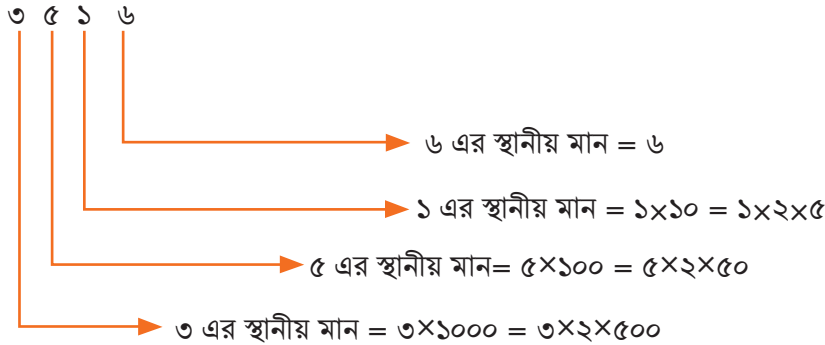 ৩ ৫ ১ ৬
৬ এর স্থানীয় মান = ৬
১ এর স্থানীয় মান = ১×১০ = ১×২×৫
৫ এর স্থানীয় মান= ৫×১০০ = ৫×২×৫০
৩ এর স্থানীয় মান = ৩×১০০০ = ৩×২×৫০০